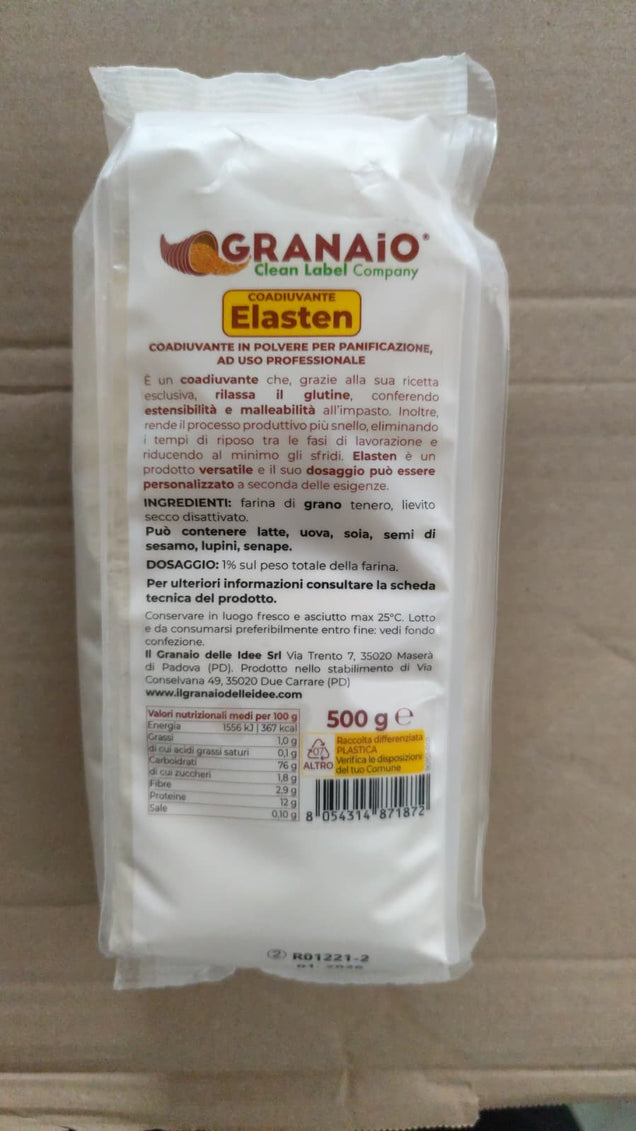 GRANAiO®
Clean Label Company
COADIUVANTE
Elasten
COADIUVANTE IN POLVERE PER PANIFICAZIONE,
AD USO PROFESSIONALE
È un coadiuvante che, grazie alla sua ricetta
esclusiva, rilassa il glutine, conferendo
estensibilità e malleabilità all'impasto. Inoltre,
rende il processo produttivo più snello, eliminando
i tempi di riposo tra le fasi di lavorazione e
riducendo al minimo gli sfridi. Elasten è un
prodotto versatile e il suo dosaggio può essere
personalizzato a seconda delle esigenze.
INGREDIENTI: farina di grano tenero, lievito
secco disattivato.
Può contenere latte, uova, soia, semi di
sesamo, lupini, senape.
DOSAGGIO: 1% sul peso totale della farina.
Per ulteriori informazioni consultare la scheda
tecnica del prodotto.
Conservare in luogo fresco e asciutto max 25°C. Lotto
e da consumarsi preferibilmente entro fine: vedi fondo
confezione.
Il Granaio delle Idee Srl Via Trento 7, 35020 Maserà
di Padova (PD). Prodotto nello stabilimento di Via
Conselvana 49, 35020 Due Carrare (PD)
www.ilgranaiodelleidee.com
Valori nutrizionali medi per 100 g
Energia 1556 kJ | 367 kcal
Grassi 1,0 g
di cui acidi grassi saturi 0,1 g
Carboidrati 76 g
di cui zuccheri 1,8 g
Fibre 2,9 g
Proteine 12 g
Sale 0,10 g
500 g e
Raccolta differenziata
PLASTICA
Verifica le disposizioni
del tuo Comune
07
ALTRO
8 054314 871872
2 R01221-2